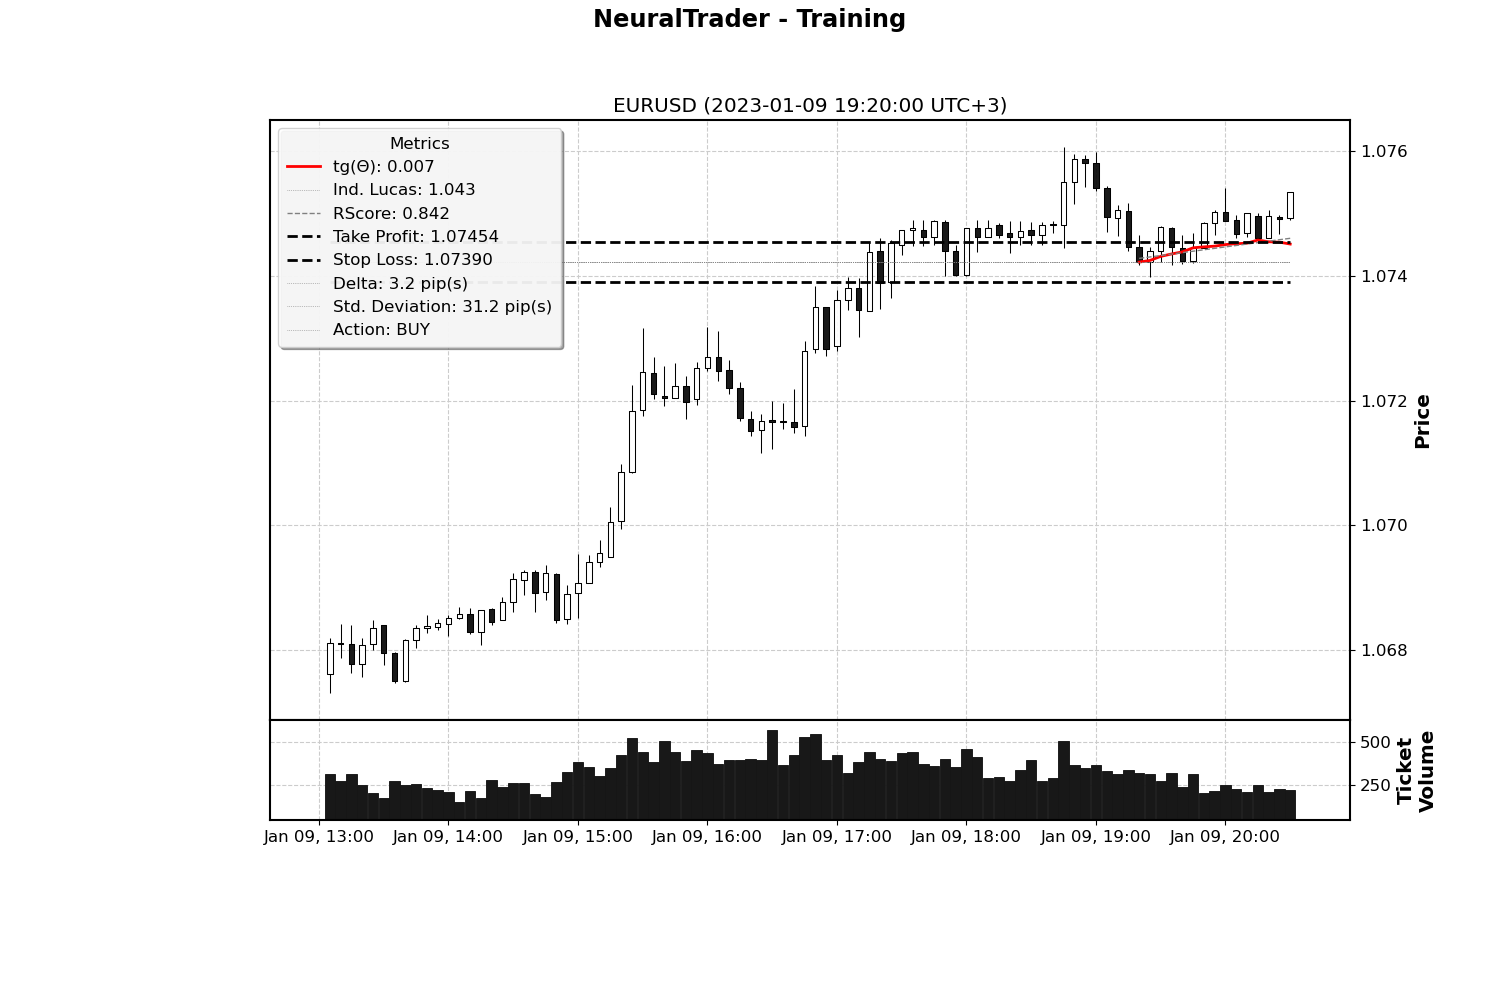 NeuralTrader - Training
EURUSD (2023-01-09 19:20:00 UTC+3)
Metrics
tg(Θ): 0.007
Ind. Lucas: 1.043
RScore: 0.842
Take Profit: 1.07454
Stop Loss: 1.07390
Delta: 3.2 pip(s)
Std. Deviation: 31.2 pip(s)
Action: BUY
1.076
1.074
1.072
1.070
1.068
Price
500
250
Ticket
Volume
Jan 09, 13:00
Jan 09, 14:00
Jan 09, 15:00
Jan 09, 16:00
Jan 09, 17:00
Jan 09, 18:00
Jan 09, 19:00
Jan 09, 20:00